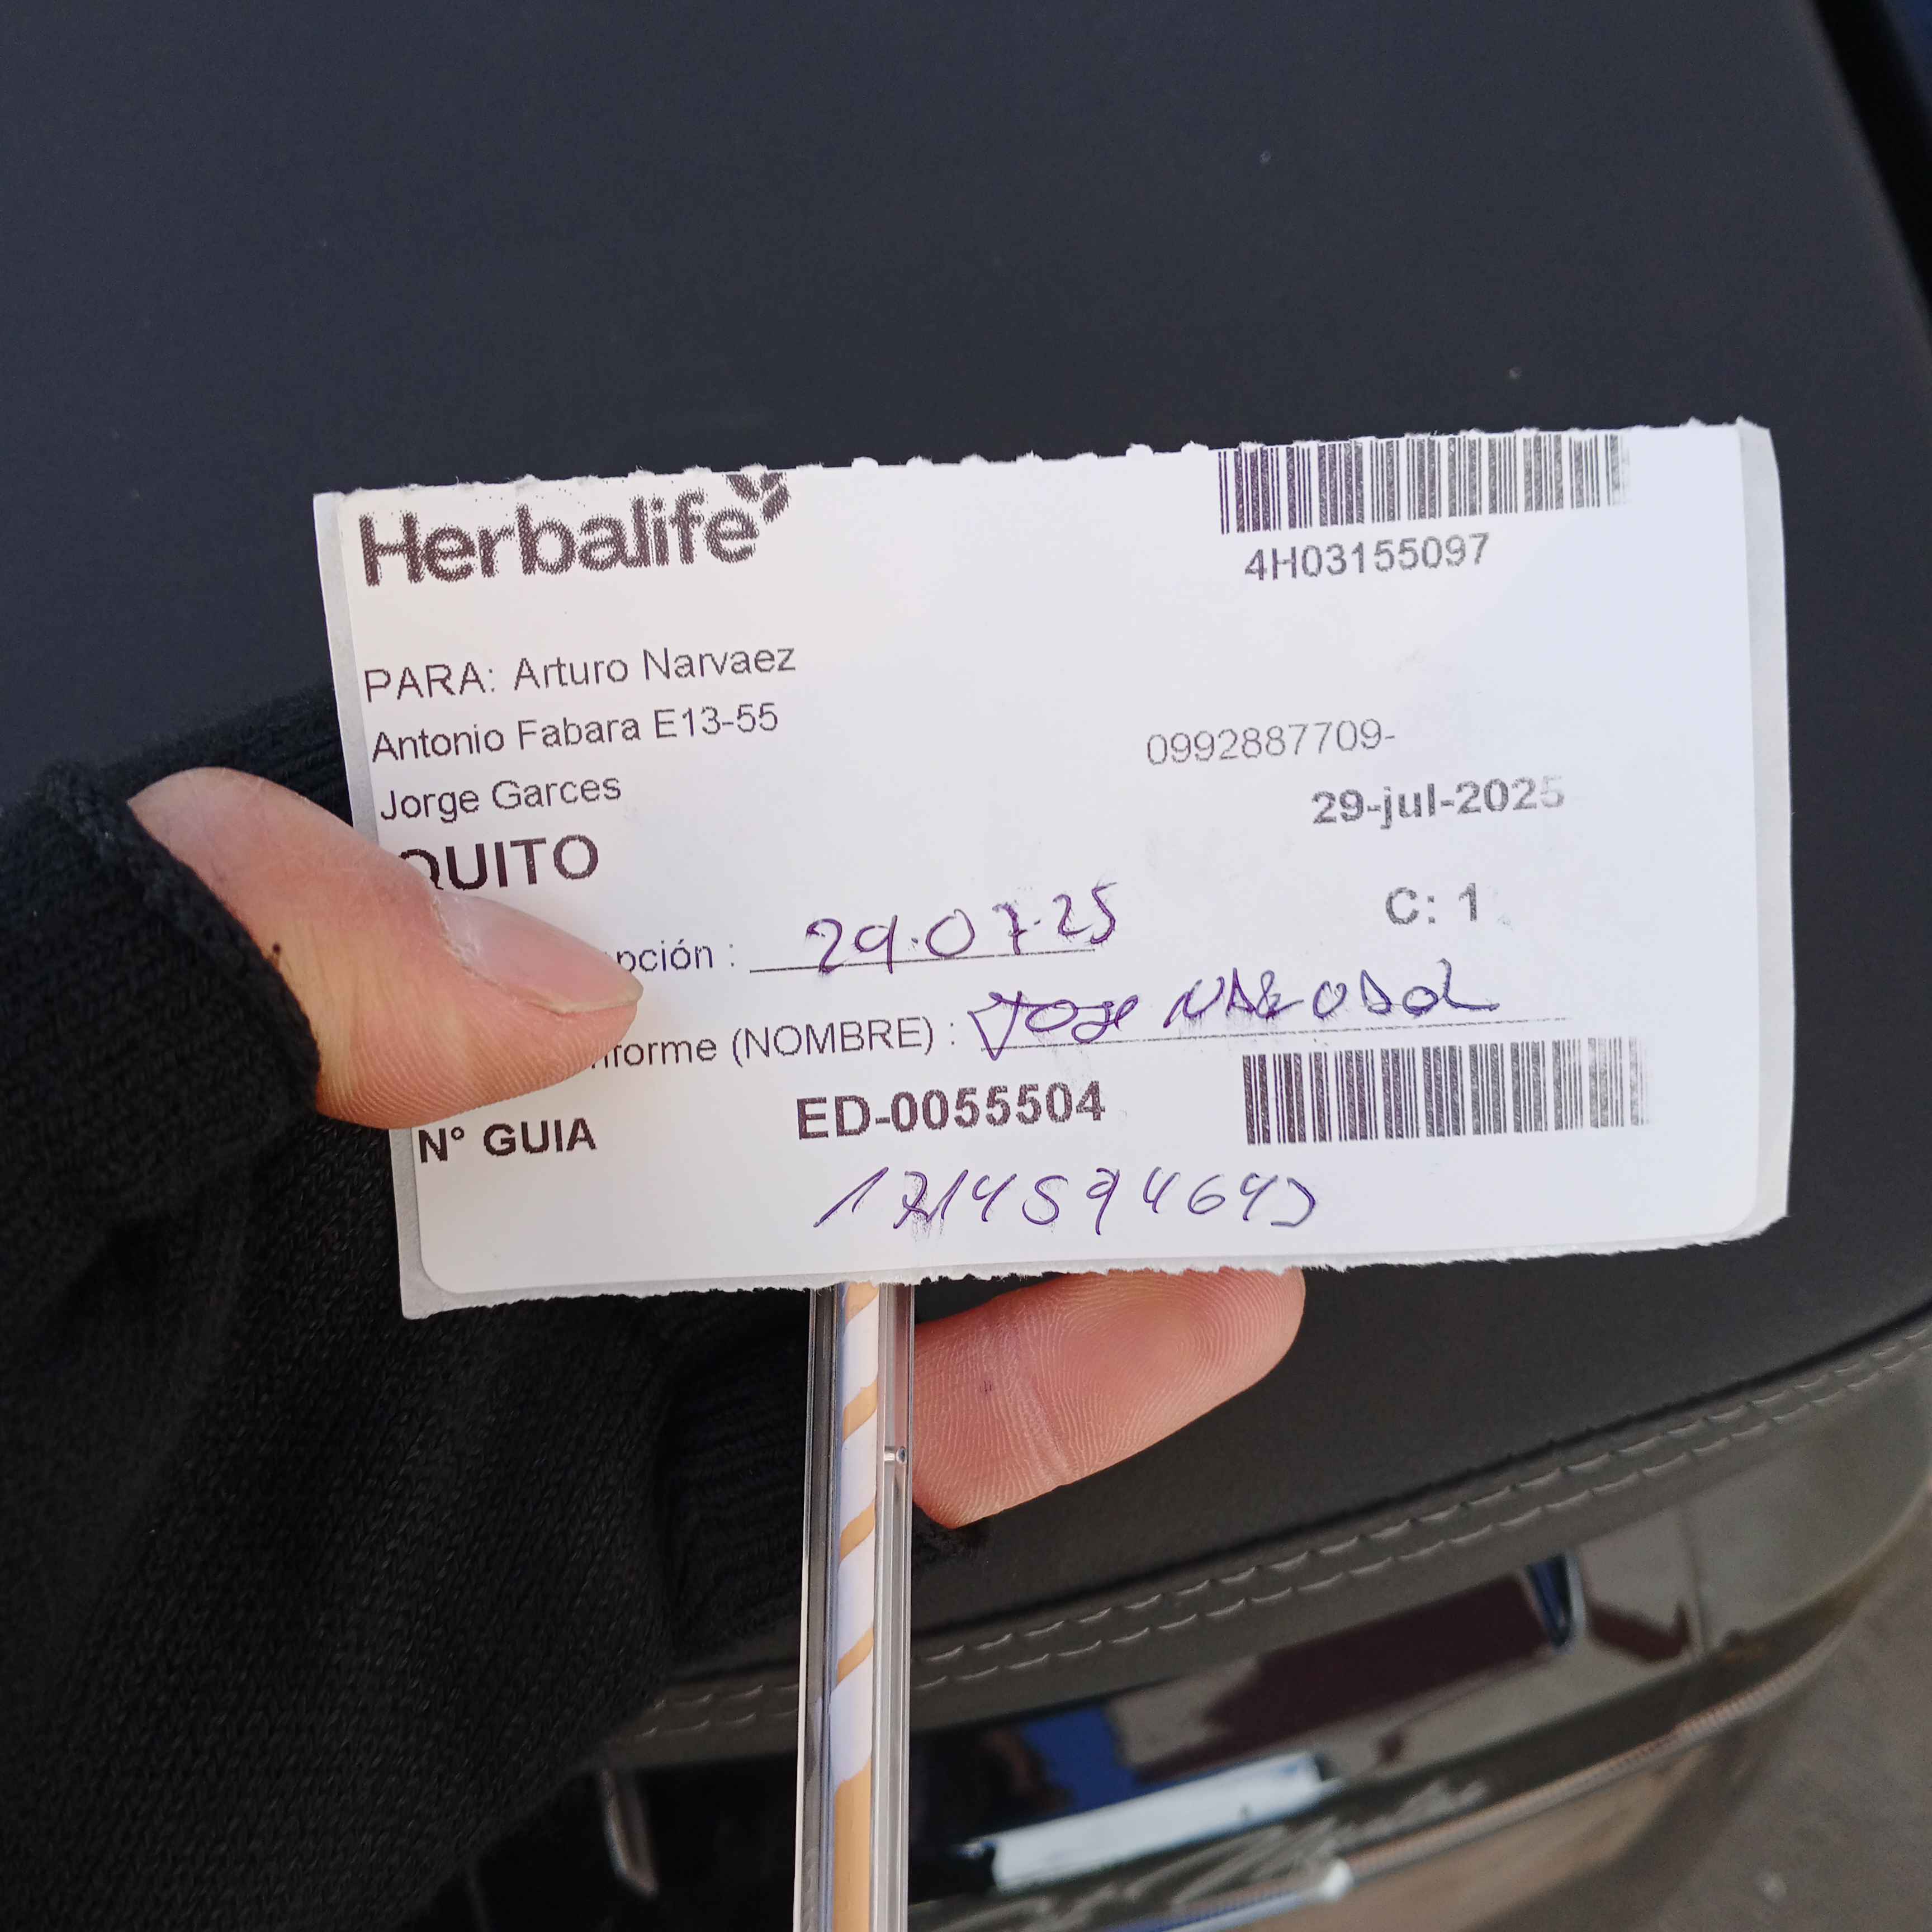 Herbalife
4H03155097
PARA: Arturo Narvaez
Antonio Fabara E13-55
0992887709-
Jorge Garces
29-jul-2025
QUITO
C: 1
pción : 29.07.25
nforme (NOMBRE) : Jose
N° GUIA ED-0055504